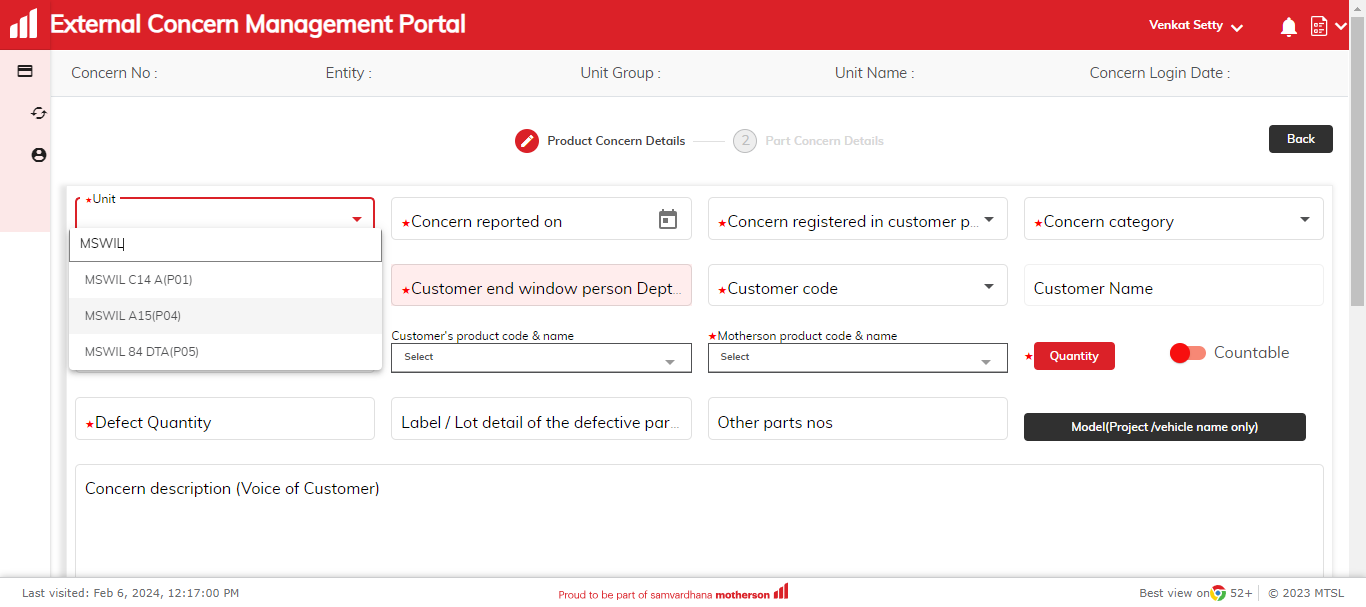 External Concern Management Portal
Venkat Setty
Concern No :
Entity :
Unit Group :
Unit Name :
Concern Login Date :
Product Concern Details
2
Part Concern Details
Back
*Unit
MSWIL
MSWIL C14 A(P01)
MSWIL A15(P04)
MSWIL 84 DTA(P05)
*Concern reported on
*Concern registered in customer p...
*Concern category
*Customer end window person Dept...
*Customer code
Customer Name
Customer's product code & name
Select
*Motherson product code & name
Select
*Quantity
Countable
*Defect Quantity
Label / Lot detail of the defective par...
Other parts nos
Model(Project /vehicle name only)
Concern description (Voice of Customer)
Last visited: Feb 6, 2024, 12:17:00 PM
Proud to be part of samvardhana motherson
Best view on 52+
© 2023 MTSL